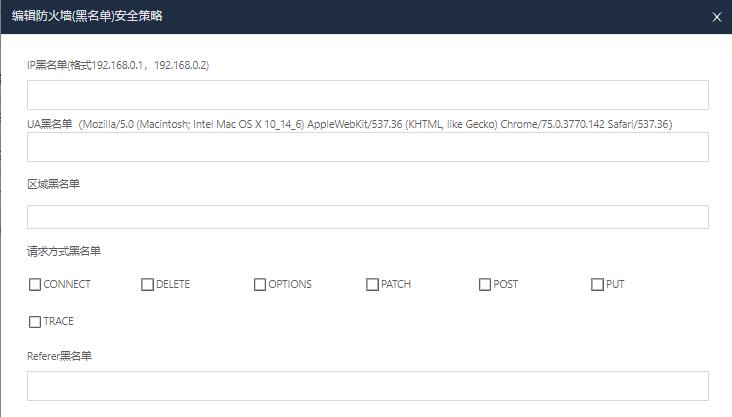 编辑防火墙(黑名单)安全策略
IP黑名单(格式192.168.0.1，192.168.0.2)
UA黑名单（Mozilla/5.0 (Macintosh; Intel Mac OS X 10_14_6) AppleWebKit/537.36 (KHTML, like Gecko) Chrome/75.0.3770.142 Safari/537.36）
区域黑名单
请求方式黑名单
CONNECT DELETE OPTIONS PATCH POST PUT
TRACE
Referer黑名单